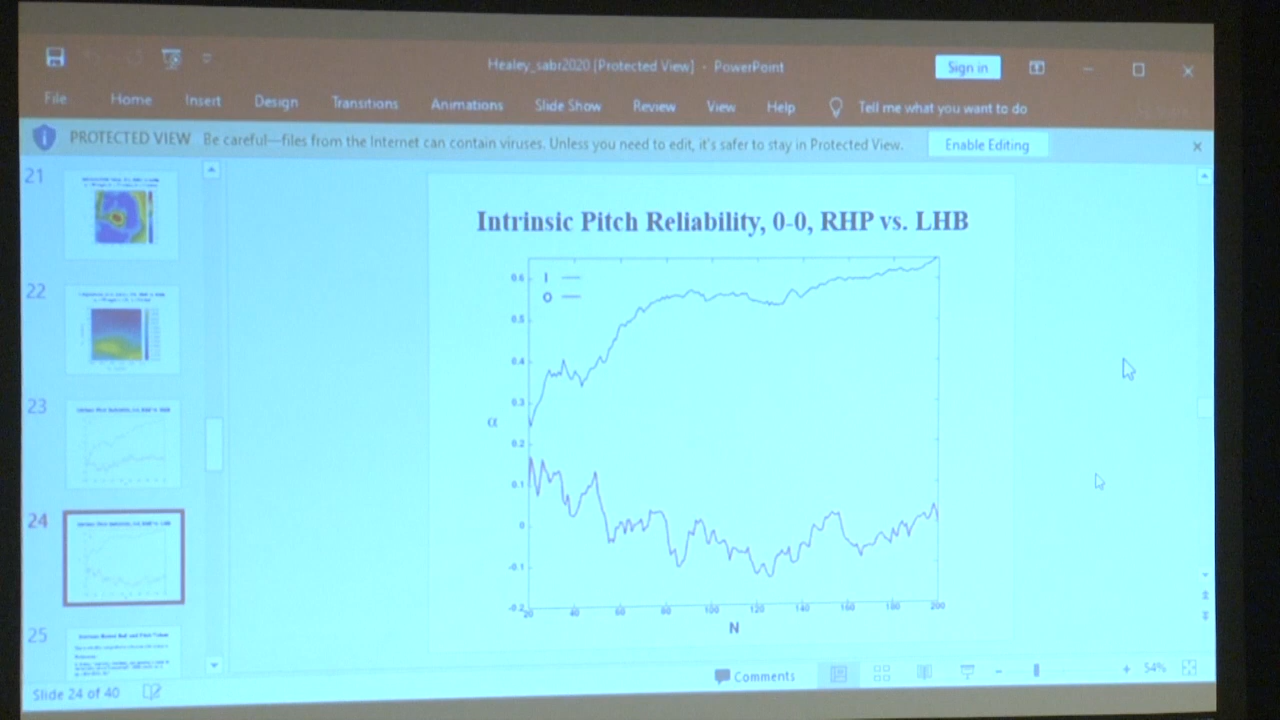 Healey_sabr2020 [Protected View] - PowerPoint
Sign in
File Home Insert Design Transitions Animations Slide Show Review View Help Tell me what you want to do
PROTECTED VIEW Be careful—files from the Internet can contain viruses. Unless you need to edit, it's safer to stay in Protected View. Enable Editing
21
22
23
24
25
Intrinsic Pitch Reliability, 0-0, RHP vs. LHB
I
O
0.6
0.5
0.4
0.3
0.2
0.1
0
-0.1
-0.2
α
20 40 60 80 100 120 140 160 180 200
N
Comments
54%
Slide 24 of 40